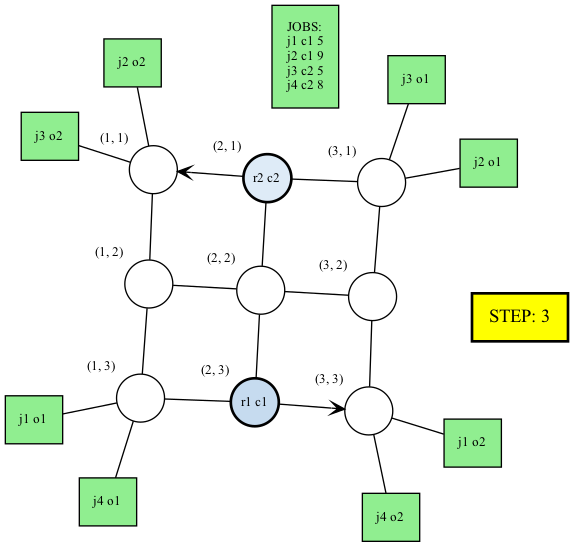 JOBS:
j1 c1 5
j2 c1 9
j3 c2 5
j4 c2 8
j2 o2
j3 o1
j3 o2
(1, 1)
(2, 1)
(3, 1)
j2 o1
r2 c2
(1, 2)
(2, 2)
(3, 2)
STEP: 3
(1, 3)
(2, 3)
(3, 3)
r1 c1
j1 o1
j1 o2
j4 o1
j4 o2